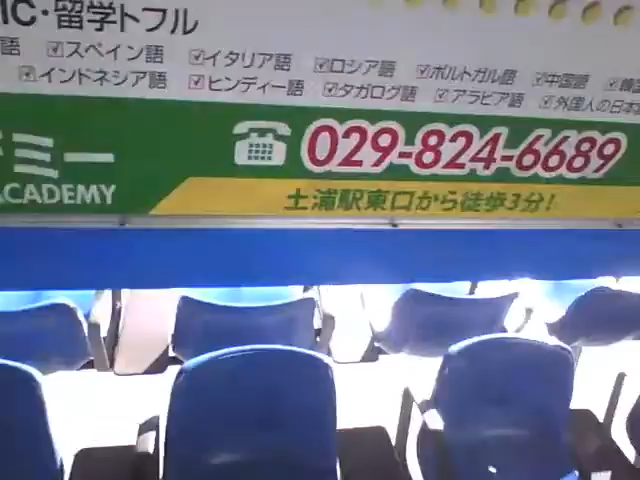 IC・留学トフル
語 ☑スペイン語 ☑イタリア語 ☑ロシア語 ☑ポルトガル語 ☑中国語 ☑韓国
☑インドネシア語 ☑ヒンディー語 ☑タガログ語 ☑アラビア語 ☑外国人の日本
ミー 029-824-6689
ACADEMY 土浦駅東口から徒歩3分!